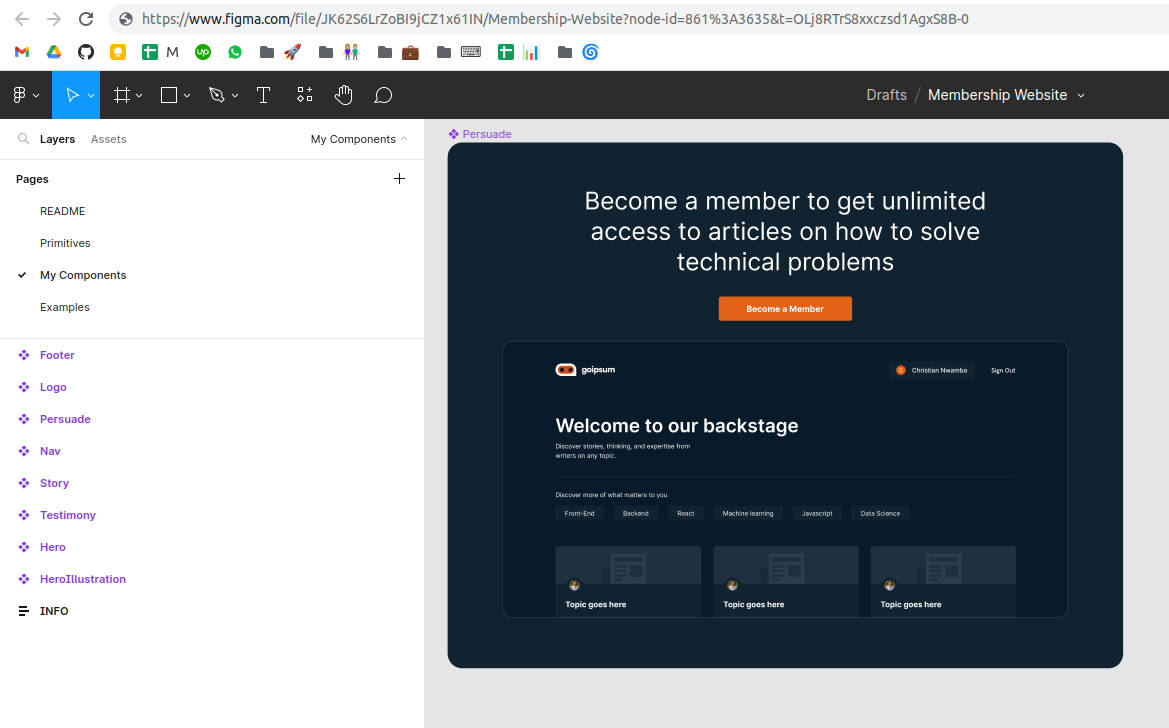 https://www.figma.com/file/JK62S6LrZoBI9jCZ1x61IN/Membership-Website?node-id=861%3A3635&t=OLj8RTrS8xxczsd1AgxS8B-0
M
up
Drafts / Membership Website
Layers Assets My Components
Pages
README
Primitives
My Components
Examples
Footer
Logo
Persuade
Nav
Story
Testimony
Hero
HeroIllustration
INFO
Persuade
Become a member to get unlimited
access to articles on how to solve
technical problems
Become a Member
goipsum
C Christian Nwamba Sign Out
Welcome to our backstage
Discover stories, thinking, and expertise from
writers on any topic.
Discover more of what matters to you
Front-End Backend React Machine learning Javascript Data Science
Topic goes here Topic goes here Topic goes here